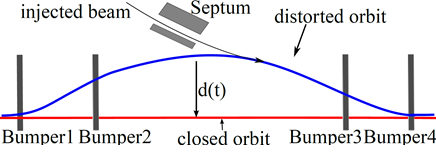 injected beam
Septum
distorted orbit
d(t)
Bumper1
Bumper2
closed orbit
Bumper3
Bumper4